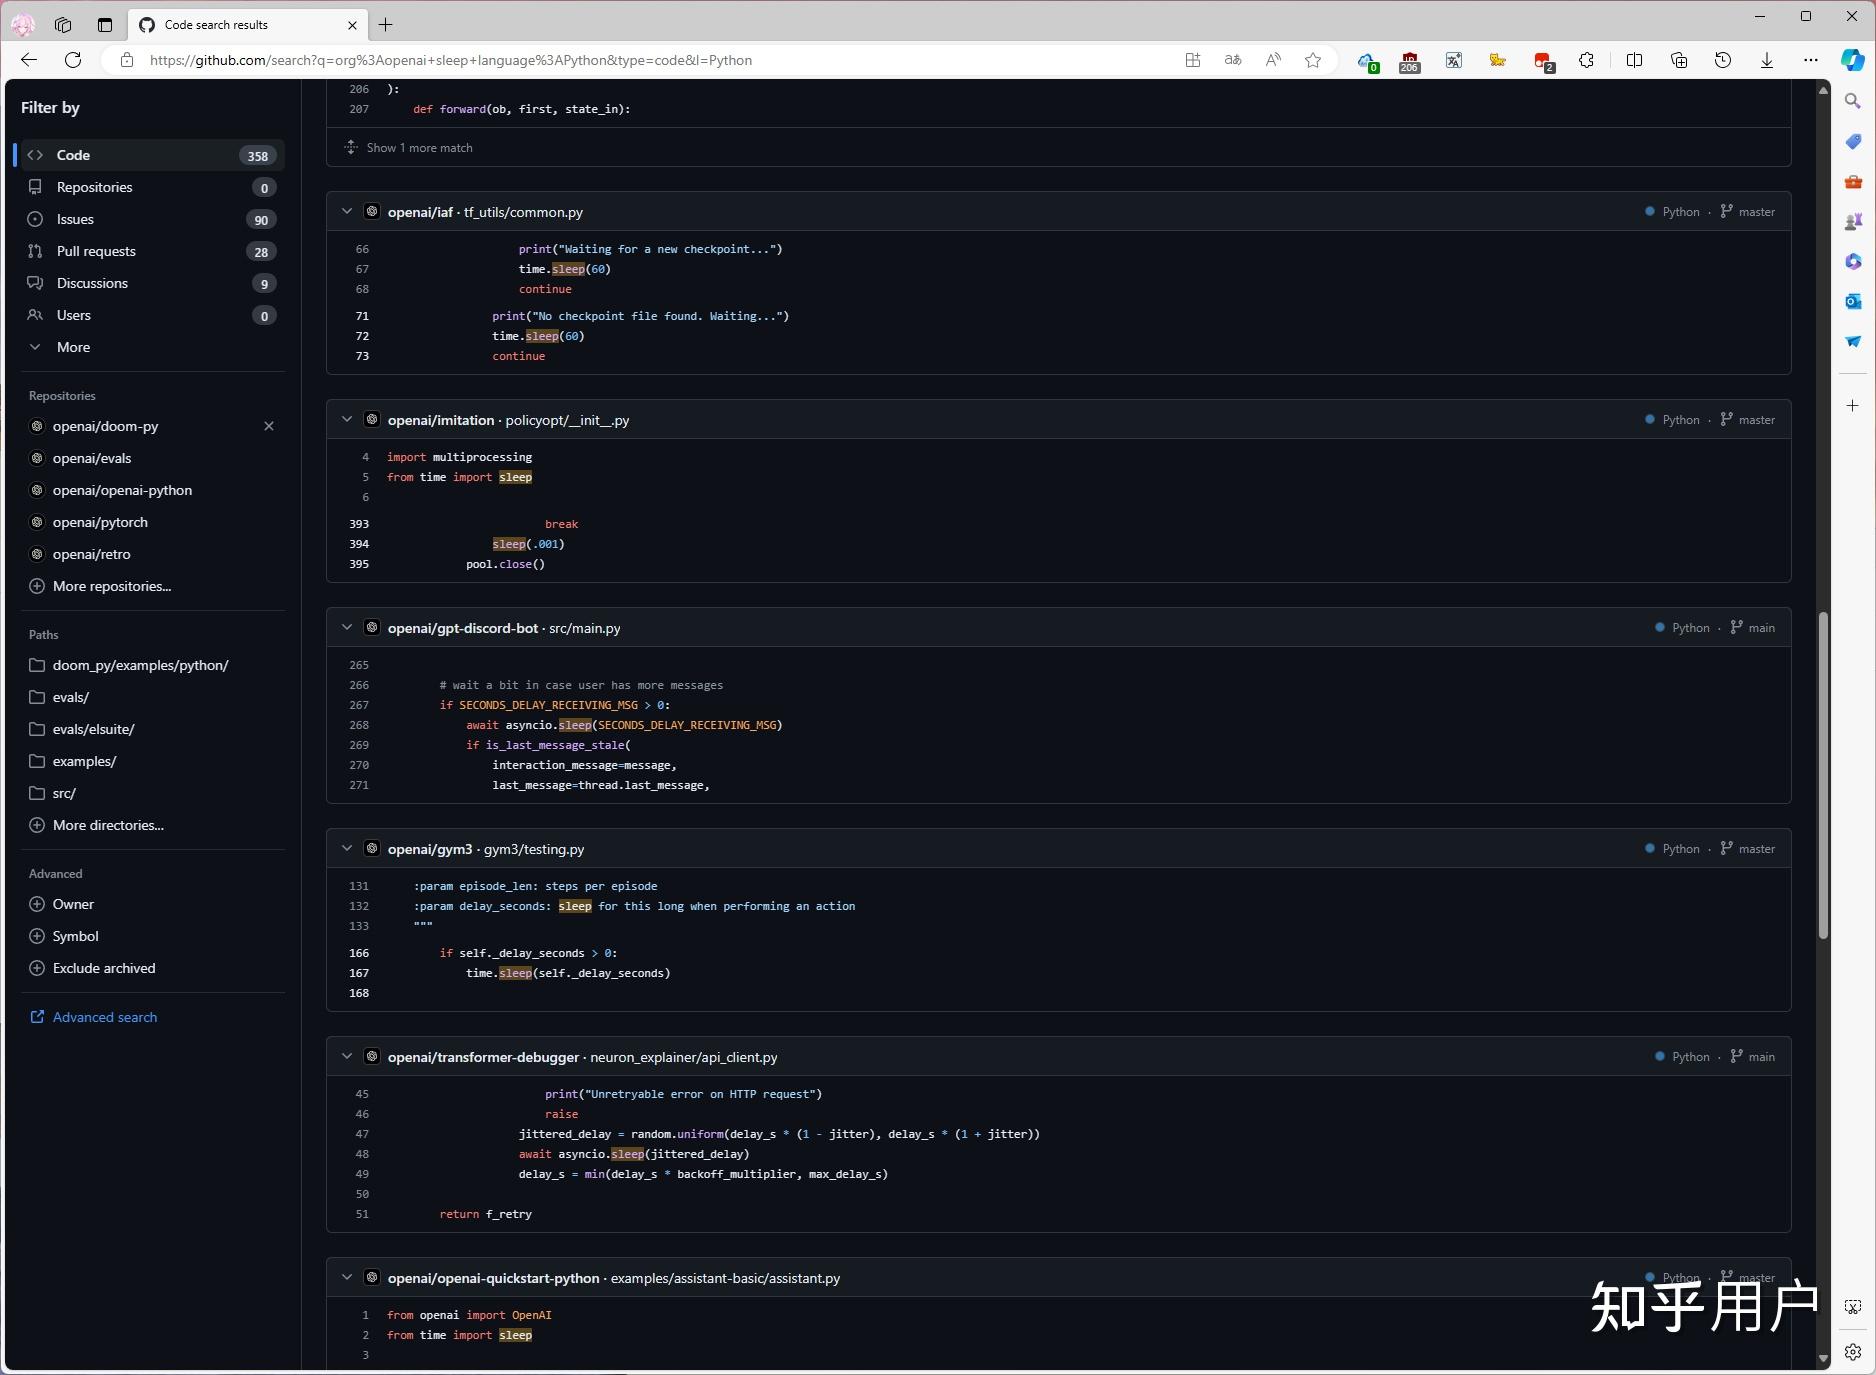 Code search results
https://github.com/search?q=org%3Aopenai+sleep+language%3APython&type=code&l=Python
0
206
2
Filter by
Code 358
Repositories 0
Issues 90
Pull requests 28
Discussions 9
Users 0
More
Repositories
openai/doom-py
openai/evals
openai/openai-python
openai/pytorch
openai/retro
More repositories...
Paths
doom_py/examples/python/
evals/
evals/elsuite/
examples/
src/
More directories...
Advanced
Owner
Symbol
Exclude archived
Advanced search
206 ):
207 def forward(ob, first, state_in):
Show 1 more match
openai/iaf · tf_utils/common.py Python · master
66 print("Waiting for a new checkpoint...")
67 time.sleep(60)
68 continue
71 print("No checkpoint file found. Waiting...")
72 time.sleep(60)
73 continue
openai/imitation · policyopt/__init__.py Python · master
4 import multiprocessing
5 from time import sleep
6
393 break
394 sleep(.001)
395 pool.close()
openai/gpt-discord-bot · src/main.py Python · main
265
266 # wait a bit in case user has more messages
267 if SECONDS_DELAY_RECEIVING_MSG > 0:
268 await asyncio.sleep(SECONDS_DELAY_RECEIVING_MSG)
269 if is_last_message_stale(
270 interaction_message=message,
271 last_message=thread.last_message,
openai/gym3 · gym3/testing.py Python · master
131 :param episode_len: steps per episode
132 :param delay_seconds: sleep for this long when performing an action
133 """
166 if self._delay_seconds > 0:
167 time.sleep(self._delay_seconds)
168
openai/transformer-debugger · neuron_explainer/api_client.py Python · main
45 print("Unretryable error on HTTP request")
46 raise
47 jittered_delay = random.uniform(delay_s * (1 - jitter), delay_s * (1 + jitter))
48 await asyncio.sleep(jittered_delay)
49 delay_s = min(delay_s * backoff_multiplier, max_delay_s)
50
51 return f_retry
openai/openai-quickstart-python · examples/assistant-basic/assistant.py Python · master
1 from openai import OpenAI
2 from time import sleep
3
知乎用户